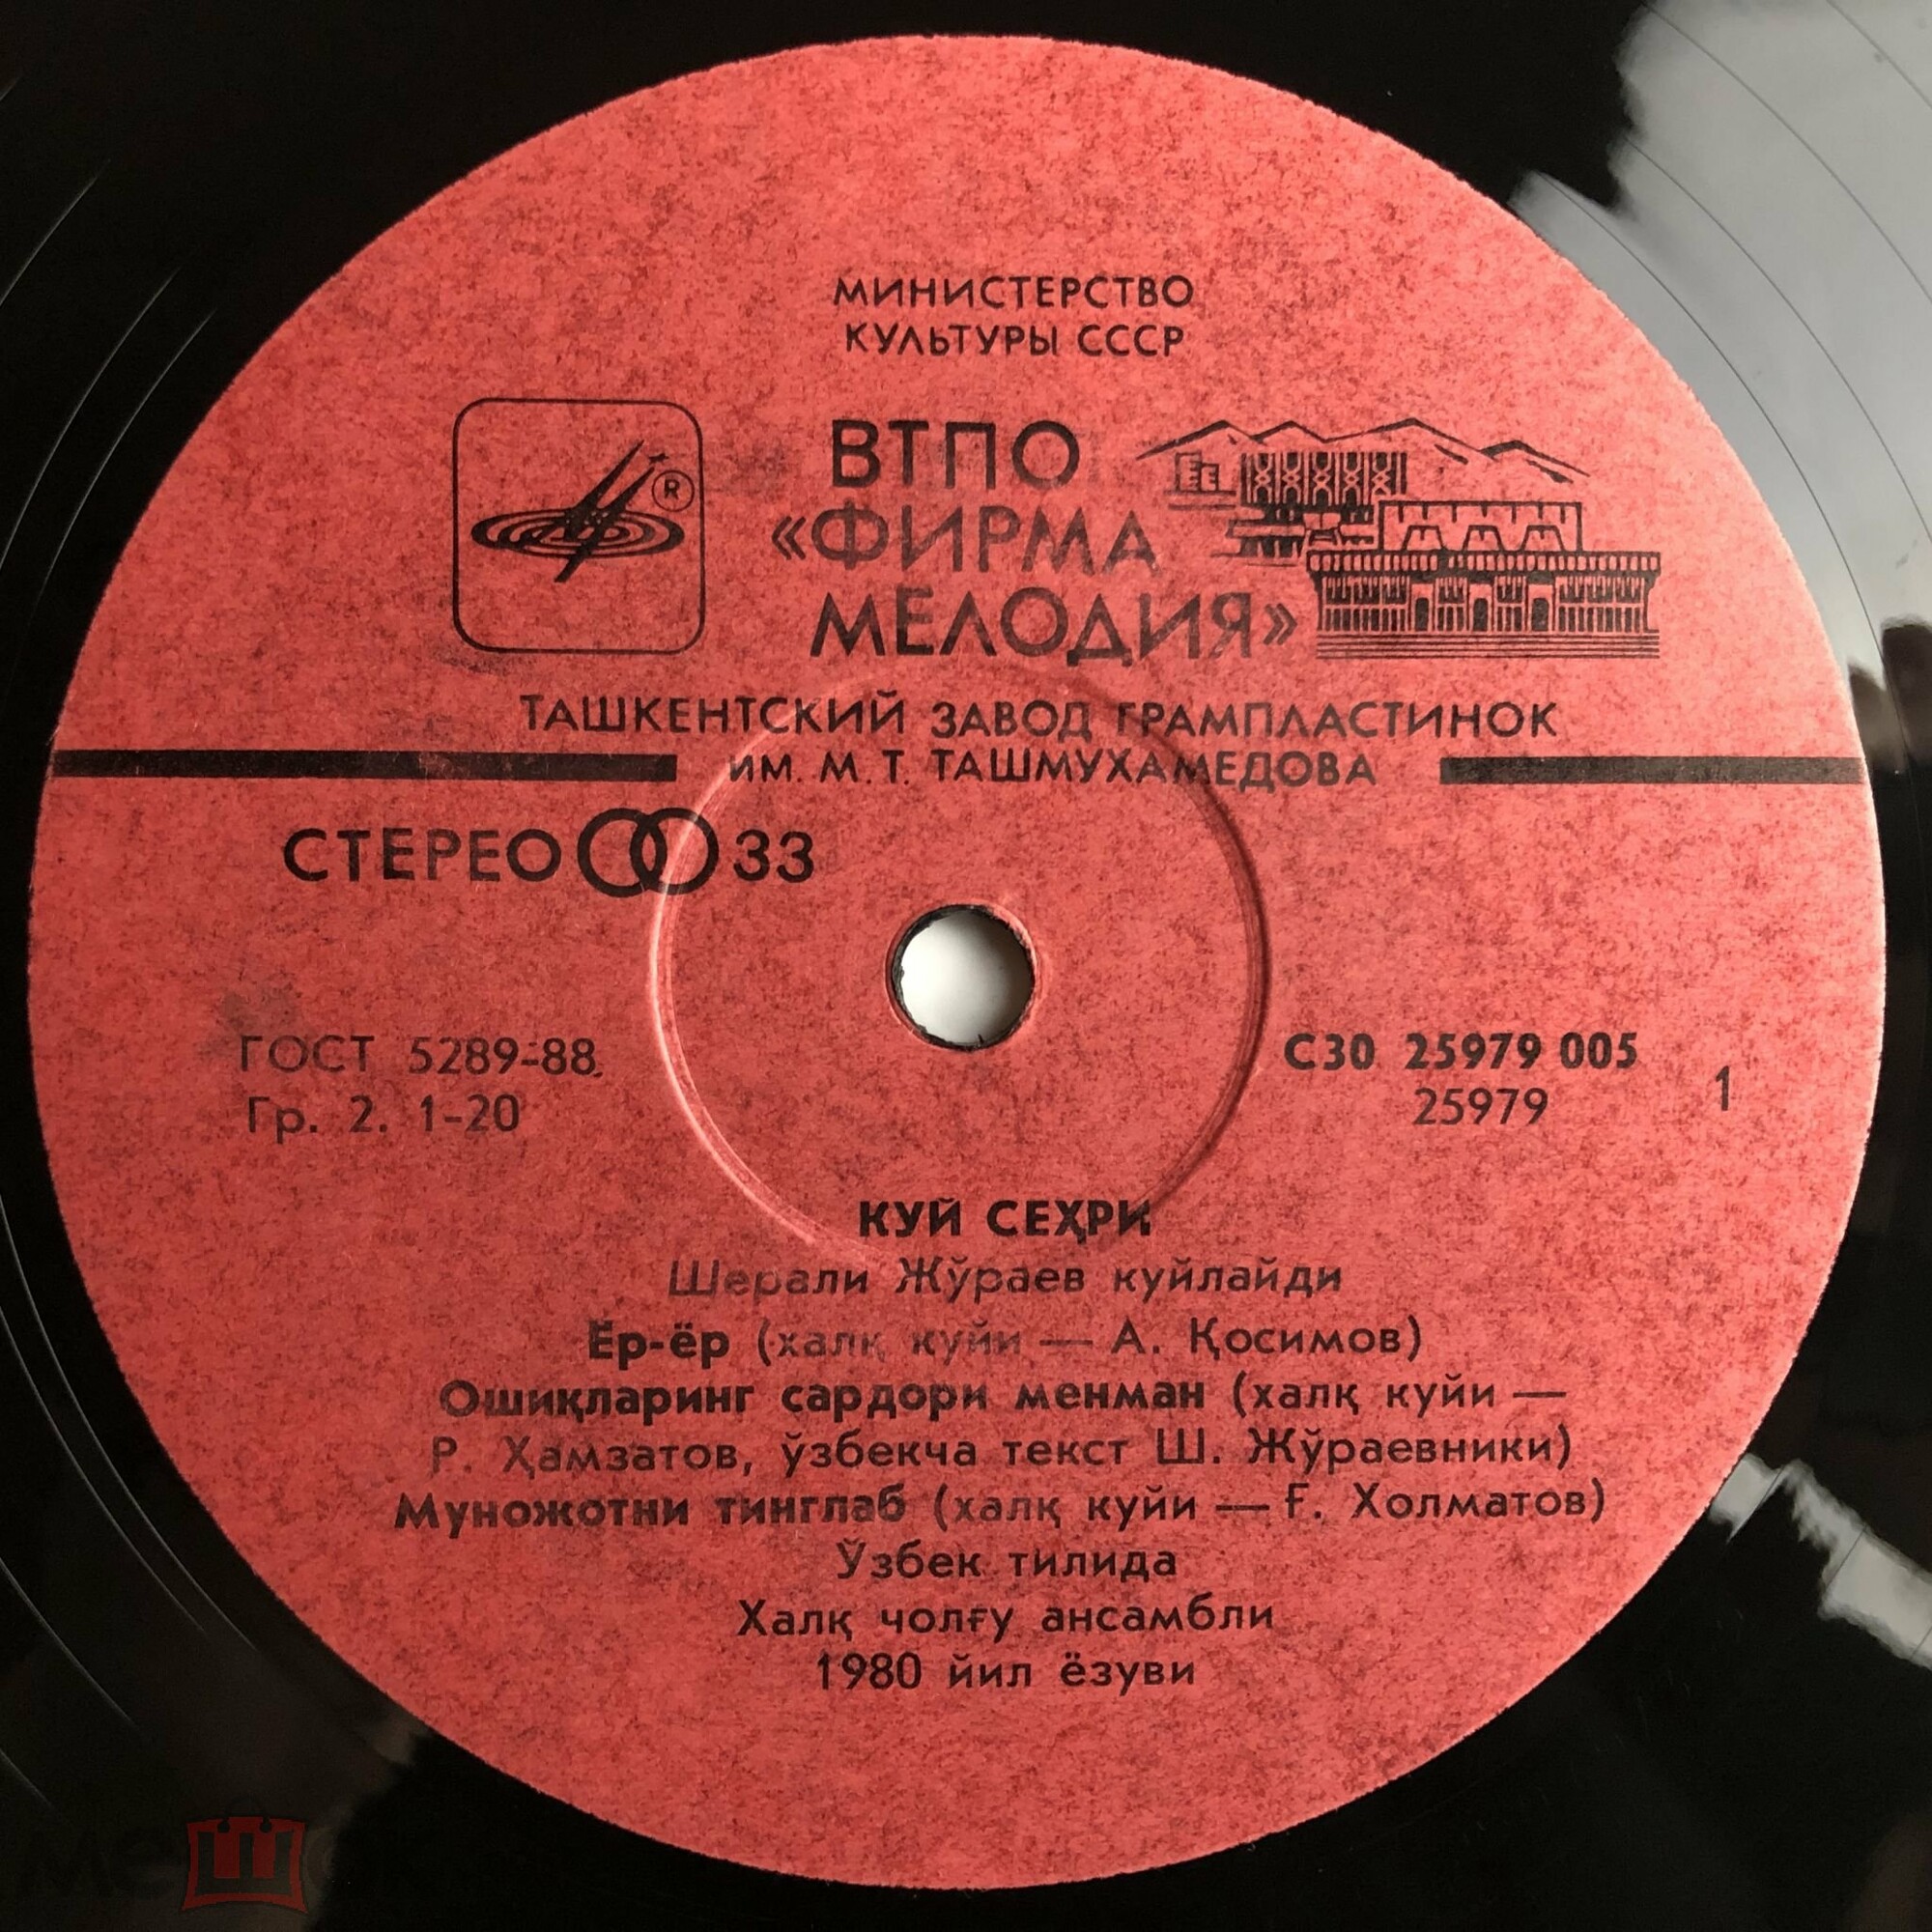 МИНИСТЕРСТВО
КУЛЬТУРЫ СССР
ВТПО
«ФИРМА
МЕЛОДИЯ»
R
ТАШКЕНТСКИЙ ЗАВОД ГРАМПЛАСТИНОК
ИМ. М.Т. ТАШМУХАМЕДОВА
СТЕРЕО 33
ГОСТ 5289-88
Гр. 2. 1-20
С30 25979 005
25979
1
КУЙ СЕҲРИ
Шерали Жўраев куйлайди
Ёр-ёр (халқ куйи — А. Қосимов)
Ошиқларинг сардори менман (халқ куйи —
Р. Ҳамзатов, ўзбекча текст Ш. Жўраевники)
Муножотни тинглаб (халқ куйи — Ғ. Холматов)
Ўзбек тилида
Халқ чолғу ансамбли
1980 йил ёзуви
мешок